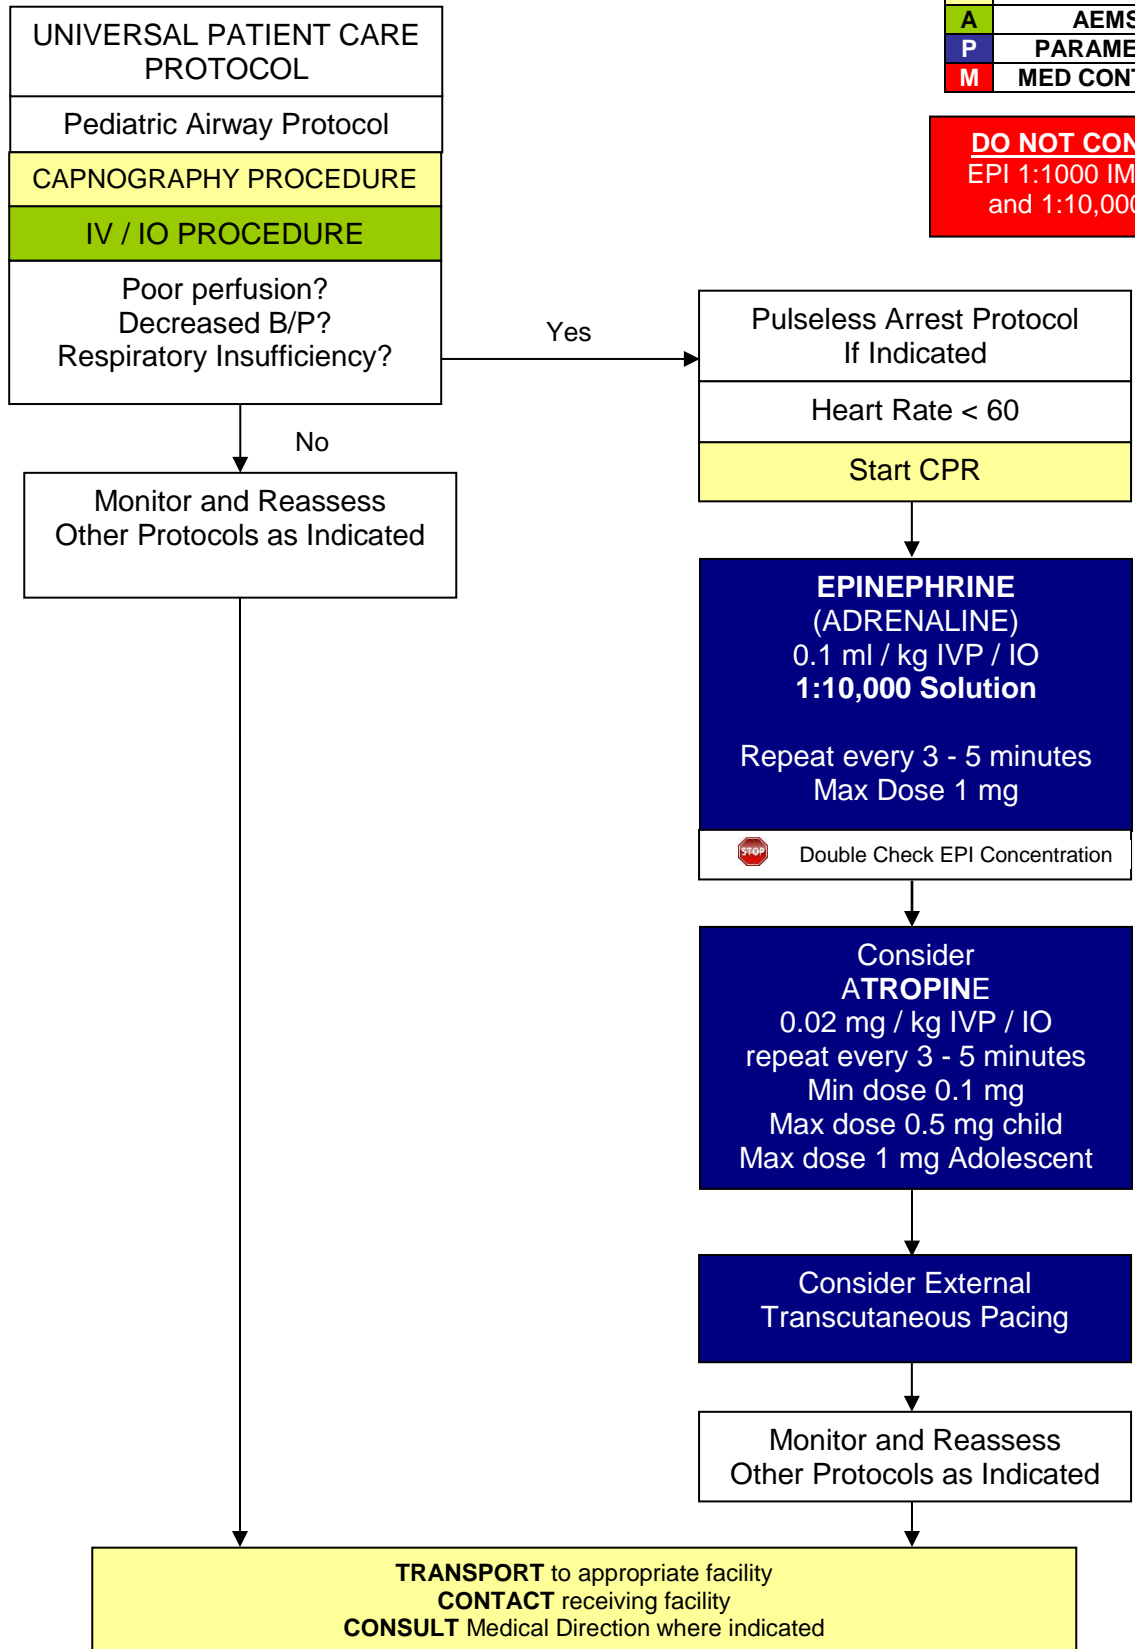 UNIVERSAL PATIENT CARE
PROTOCOL
Pediatric Airway Protocol
CAPNOGRAPHY PROCEDURE
IV / IO PROCEDURE
Poor perfusion?
Decreased B/P?
Respiratory Insufficiency?
A AEMS
P
M MED
DO NOT
EPI 1:1000 IM
and
Yes
No
Monitor and Reassess
Other Protocols as Indicated
Pulseless Arrest Protocol
If Indicated
Heart Rate < 60
Start CPR
EPINEPHRINE
(ADRENALINE)
0.1 ml / kg IVP / IO
1:10,000 Solution
Repeat every 3 - 5 minutes
Max Dose 1 mg
STOP
Double Check EPI Concentration
Consider
ATROPINE
0.02 mg / kg IVP / IO
repeat every 3 - 5 minutes
Min dose 0.1 mg
Max dose 0.5 mg child
Max dose 1 mg Adolescent
Consider External
Transcutaneous Pacing
Monitor and Reassess
Other Protocols as Indicated
TRANSPORT to appropriate facility
CONTACT receiving facility
CONSULT Medical Direction where indicated